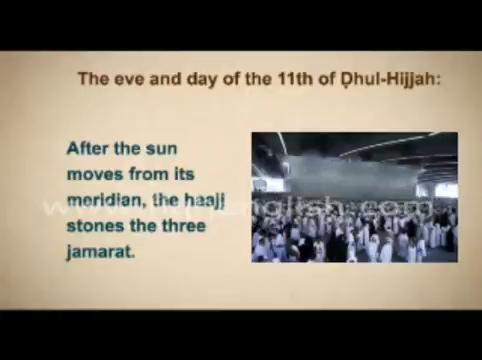 The eve and day of the 11th of Ḍhul-Hijjah:
After the sun
moves from its
meridian, the haajj
stones the three
jamarat.